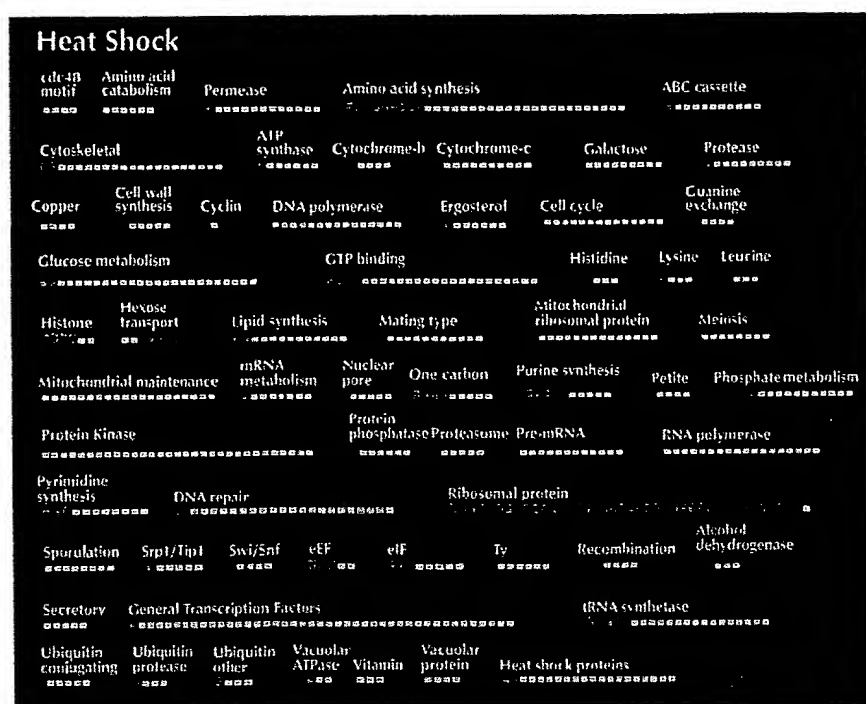 Heat Shock
cdc48 motif Amino acid catabolism Permease Amino acid synthesis ABC cassette
Cytoskeletal ATP synthase Cytochrome-b Cytochrome-c Galactose Protease
Copper Cell wall synthesis Cyclin DNA polymerase Ergosterol Cell cycle Guanine exchange
Glucose metabolism GTP binding Histidine Lysine Leucine
Histone Hexose transport Lipid synthesis Mating type Mitochondrial ribosomal protein Meiosis
Mitochondrial maintenance mRNA metabolism Nuclear pore One carbon Purine synthesis Petite Phosphate metabolism
Protein Kinase Protein phosphatase Proteasome Pre-mRNA RNA polymerase
Pyrimidine synthesis DNA repair Ribosomal protein
Sporulation Srp1/Tip1 Swi/Snf eEF eIF Ty Recombination Alcohol dehydrogenase
Secretory General Transcription Factors tRNA synthetase
Ubiquitin conjugating Ubiquitin protease Ubiquitin other Vacuolar ATPase Vitamin Vacuolar protein Heat shock proteins